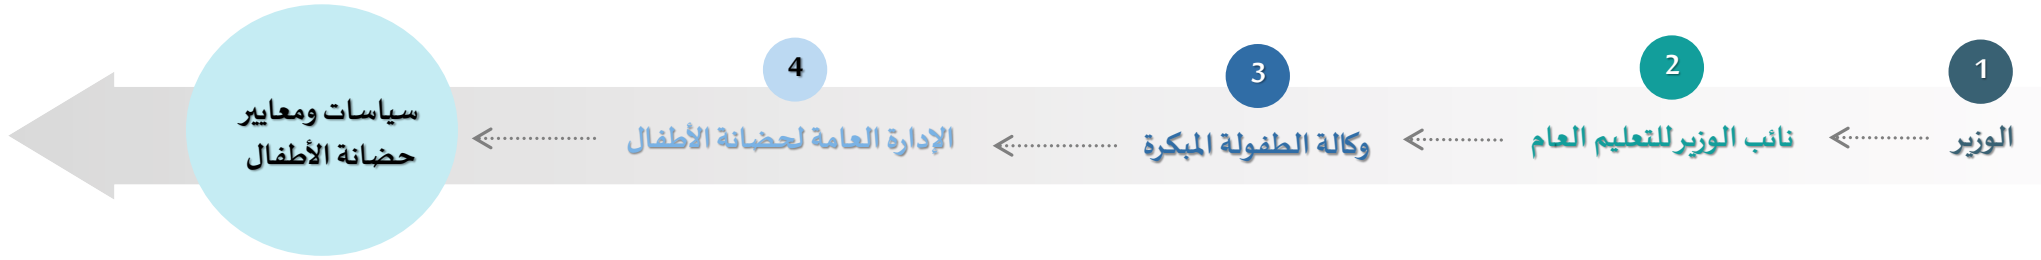 1
الوزير
2
نائب الوزير للتعليم العام
3
وكالة الطفولة المبكرة
4
الإدارة العامة لحضانة الأطفال
سياسات ومعايير
حضانة الأطفال